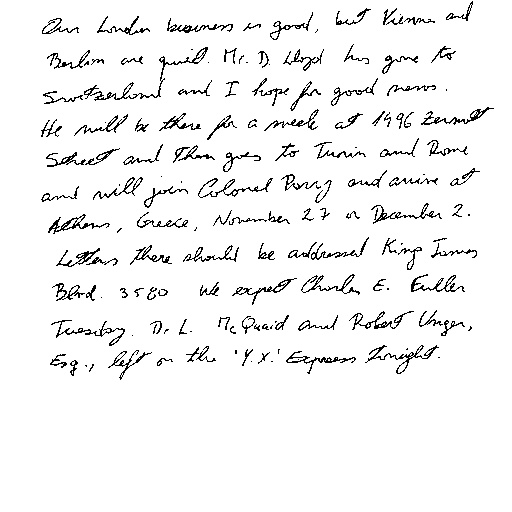 Our London business is good, but Vienna and
Berlin are quiet. Mr. D. Lloyd has gone to
Switzerland and I hope for good news.
He will be there for a week at 1496 Zermott
Street and then goes to Turin and Rome
and will join Colonel Parry and arrive at
Athens, Greece, November 27 or December 2.
Letters there should be addressed King James
Blvd. 3580 We expect Charles E. Fuller
Tuesday. Dr. L. McQuaid and Robert Unger,
Esq., left on the 'Y.X.' Express tonight.